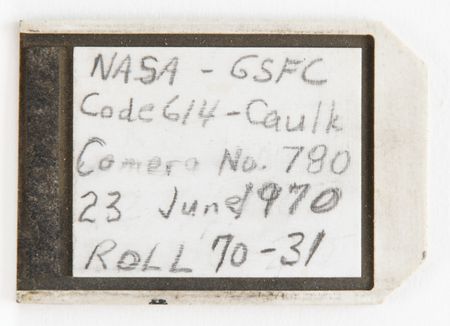 NASA - GSFC
Code 614 - Caulk
Camera No. 780
23 June 1970
ROLL 70-31